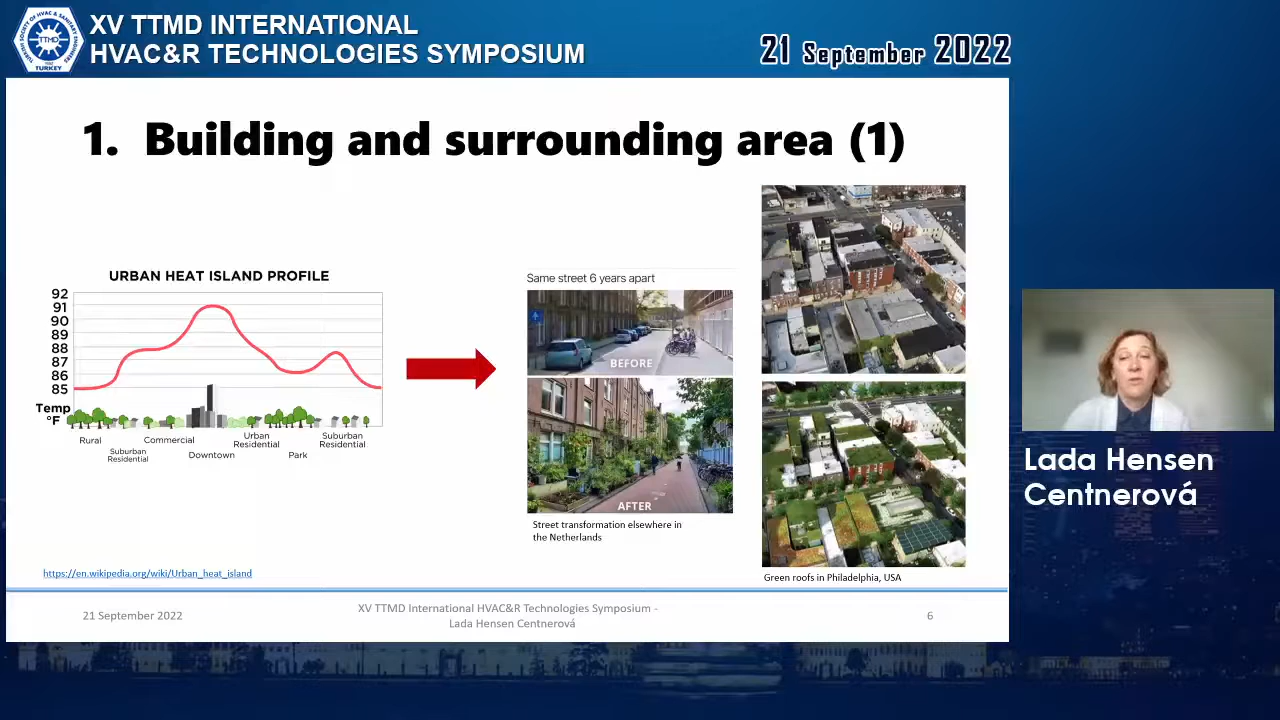 XV TTMD INTERNATIONAL
HVAC&R TECHNOLOGIES SYMPOSIUM
21 September 2022
TTMD
TURKEY
1. Building and surrounding area (1)
URBAN HEAT ISLAND PROFILE
92
91
90
89
88
87
86
85
Temp
°F
Rural
Suburban
Residential
Commercial
Downtown
Urban
Residential
Park
Suburban
Residential
Same street 6 years apart
BEFORE
AFTER
Street transformation elsewhere in
the Netherlands
Green roofs in Philadelphia, USA
https://en.wikipedia.org/wiki/Urban_heat_island
21 September 2022
XV TTMD International HVAC&R Technologies Symposium -
Lada Hensen Centnerová
6
Lada Hensen
Centnerová